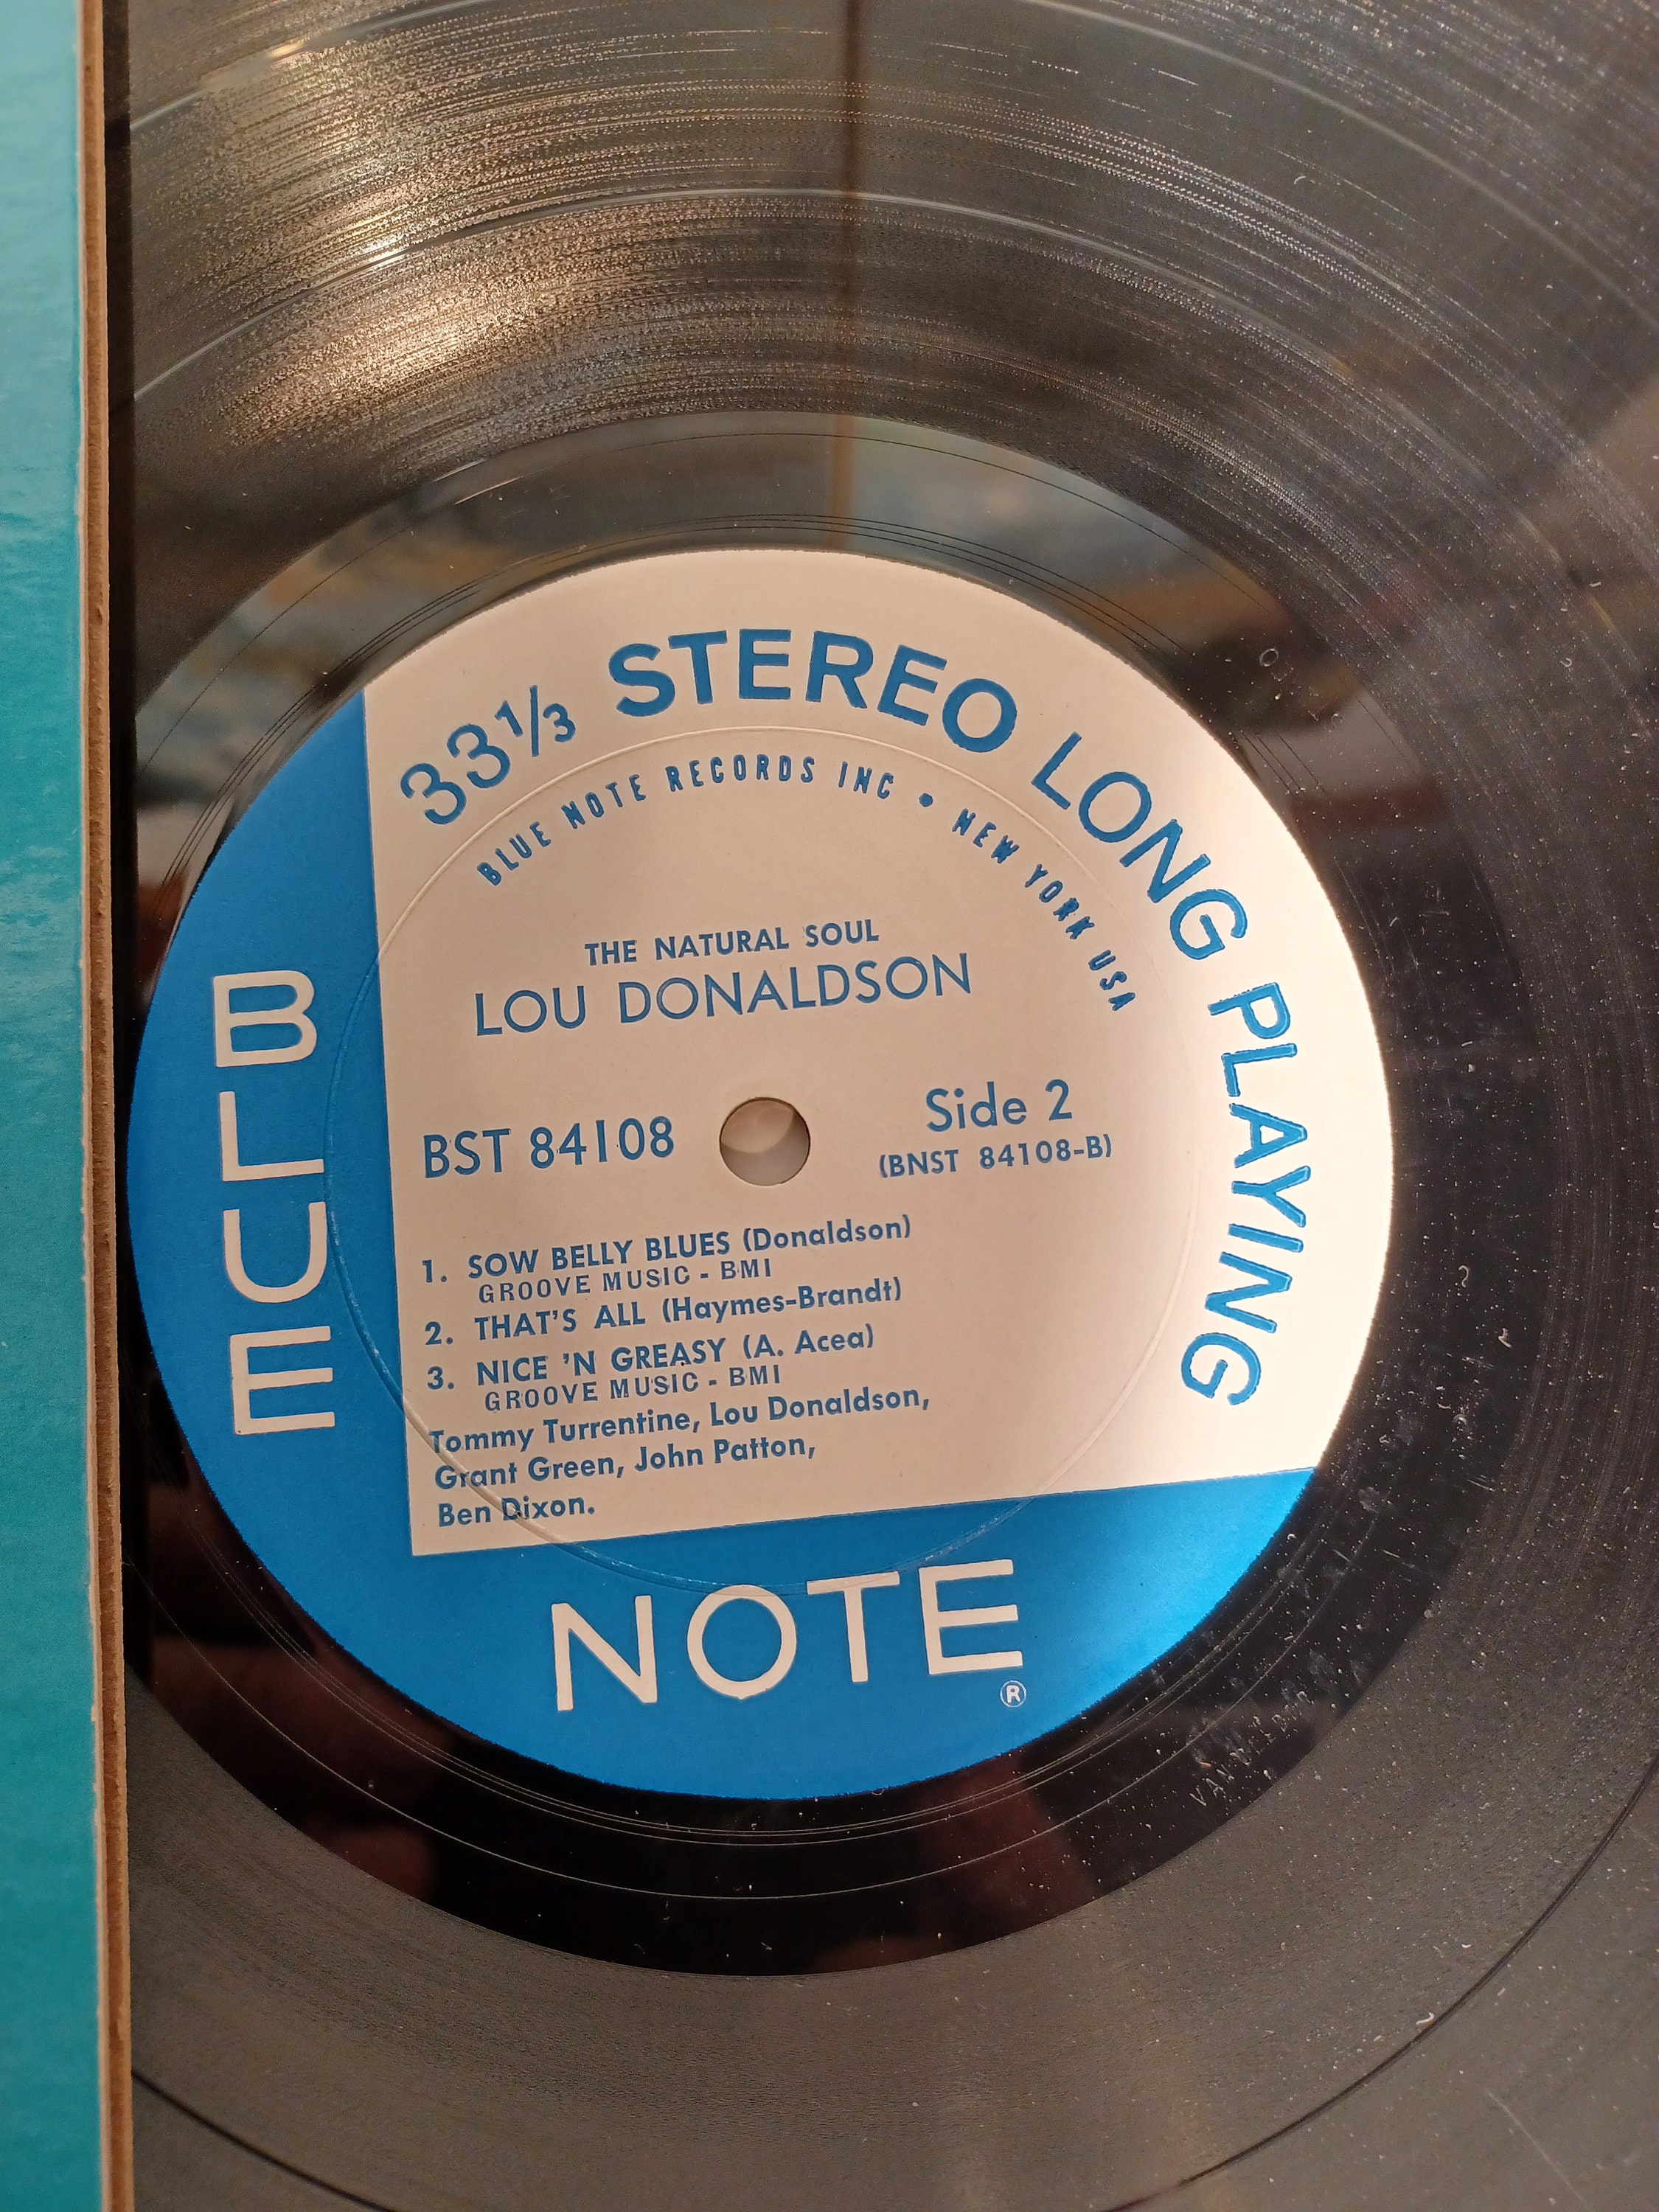 33⅓ STEREO LONG PLAYING
BLUE NOTE RECORDS INC • NEW YORK USA
THE NATURAL SOUL
LOU DONALDSON
BST 84108
Side 2
(BNST 84108-B)
1. SOW BELLY BLUES (Donaldson)
GROOVE MUSIC - BMI
2. THAT'S ALL (Haymes-Brandt)
3. NICE 'N GREASY (A. Acea)
GROOVE MUSIC - BMI
Tommy Turrentine, Lou Donaldson,
Grant Green, John Patton,
Ben Dixon.
BLUE
NOTE ®